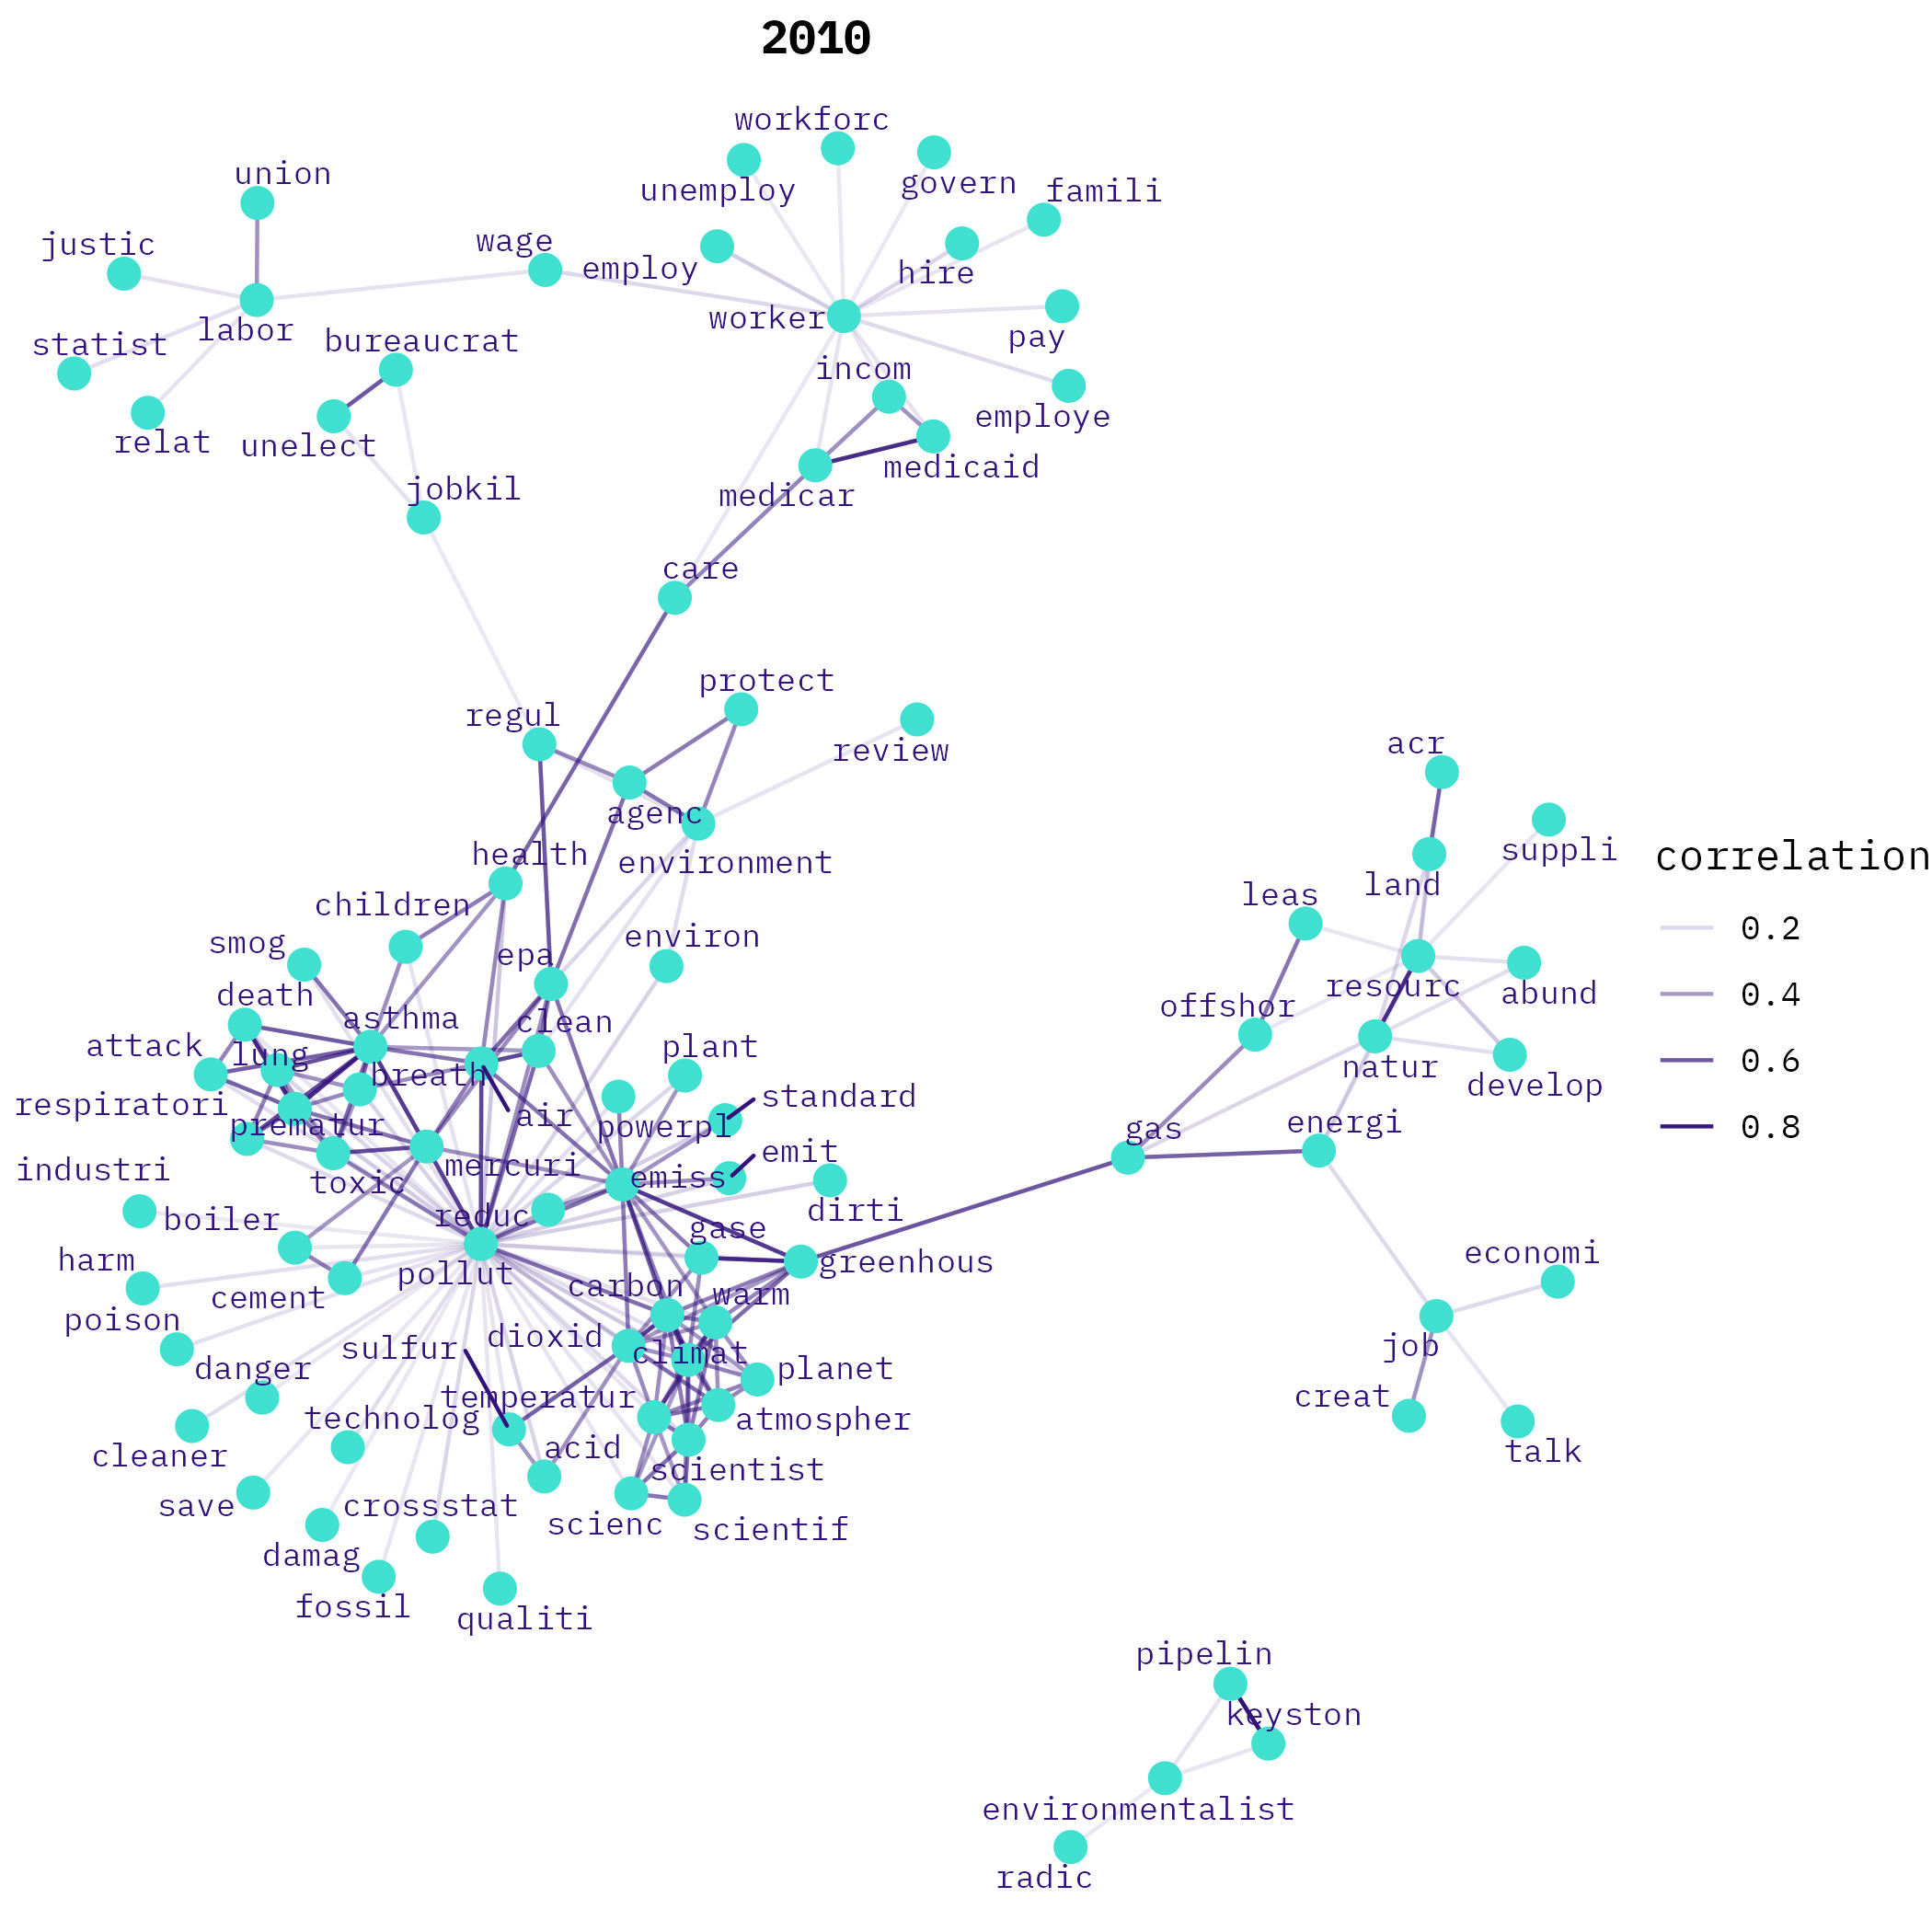 2010
workforc
union
unemploy
govern
famili
justic
wage
employ
hire
worker
labor
statist
bureaucrat
pay
incom
relat
unelect
employe
medicaid
jobkil
medicar
care
protect
regul
review
acr
agenc
suppli
correlation
health
environment
land
leas
children
smog
epa
environ
0.2
death
offshor
resourc
abund
0.4
asthma
clean
attack
lung
plant
natur
0.6
breath
develop
respiratori
air
standard
prematur
powerpl
gas
energi
0.8
mercuri
emit
industri
toxic
emiss
boiler
reduc
dirti
gase
harm
pollut
greenhous
economi
cement
carbon
warm
poison
sulfur
dioxid
climat
job
danger
planet
temperatur
creat
technolog
atmospher
cleaner
acid
scientist
talk
save
crossstat
scienc
scientif
damag
fossil
qualiti
pipelin
keyston
environmentalist
radic